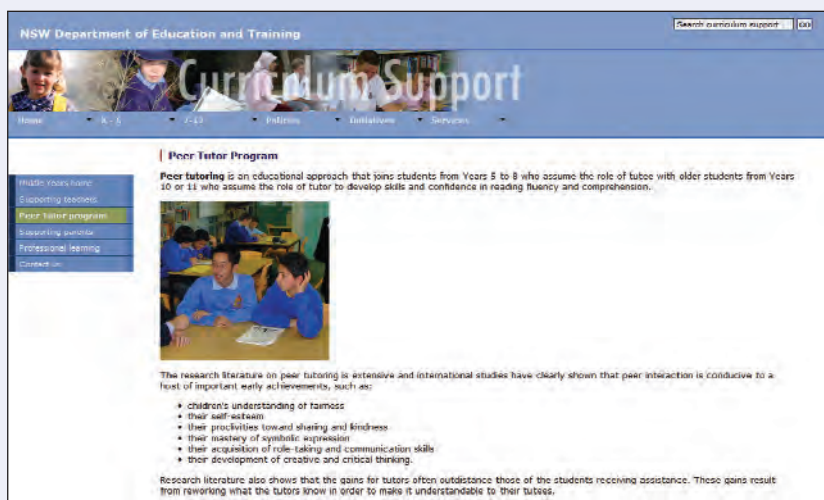 Search curriculum support GO
NSW Department of Education and Training
Curriculum Support
Home K - 6 7-12 Policies Initiatives Services
Peer Tutor Program
Peer tutoring is an educational approach that joins students from Years 5 to 8 who assume the role of tutee with older students from Years
10 or 11 who assume the role of tutor to develop skills and confidence in reading fluency and comprehension.
Middle Years home
Supporting teachers
Peer Tutor program
Supporting parents
Professional learning
Contact us
The research literature on peer tutoring is extensive and international studies have clearly shown that peer interaction is conducive to a
host of important early achievements, such as:
• children's understanding of fairness
• their self-esteem
• their proclivities toward sharing and kindness
• their mastery of symbolic expression
• their acquisition of role-taking and communication skills
• their development of creative and critical thinking.
Research literature also shows that the gains for tutors often outdistance those of the students receiving assistance. These gains result
from reworking what the tutors know in order to make it understandable to their tutees.